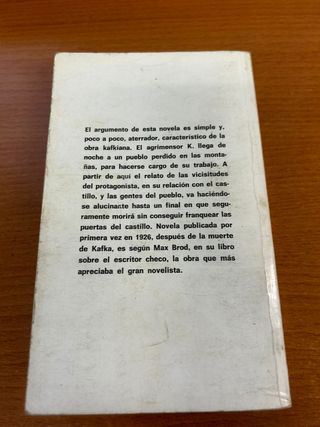 El argumento de esta novela es simple y,
poco a poco, aterrador, característico de la
obra kafkiana. El agrimensor K. llega de
noche a un pueblo perdido en las monta-
ñas, para hacerse cargo de su trabajo. A
partir de aquí el relato de las vicisitudes
del protagonista, en su relación con el cas-
tillo, y las gentes del pueblo, va haciéndo-
se alucinante hasta un final en que segu-
ramente morirá sin conseguir franquear las
puertas del castillo. Novela publicada por
primera vez en 1926, después de la muerte
de Kafka, es según Max Brod, en su libro
sobre el escritor checo, la obra que más
apreciaba el gran novelista.